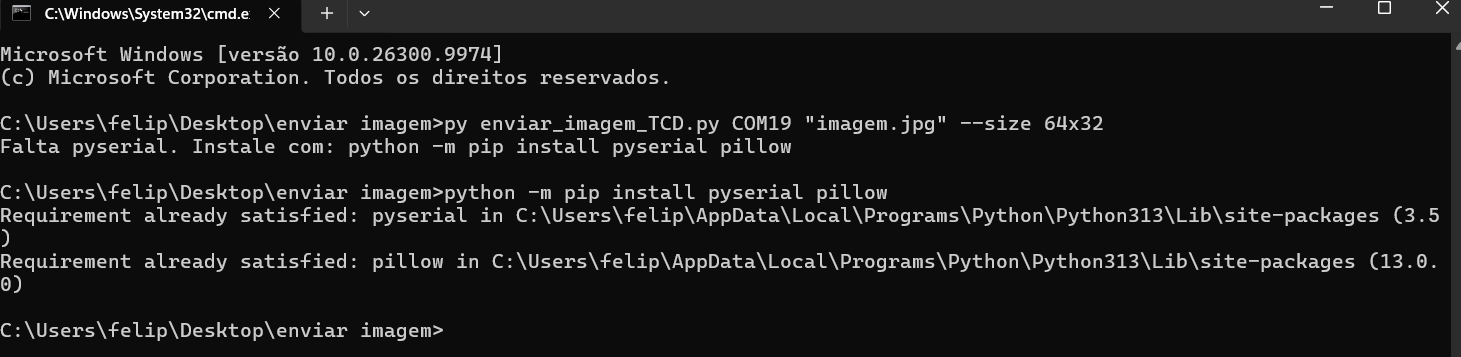 C:\Windows\System32\cmd.e
Microsoft Windows [versão 10.0.26300.9974]
(c) Microsoft Corporation. Todos os direitos reservados.
C:\Users\felip\Desktop\enviar imagem>py enviar_imagem_TCD.py COM19 "imagem.jpg" --size 64x32
Falta pyserial. Instale com: python -m pip install pyserial pillow
C:\Users\felip\Desktop\enviar imagem>python -m pip install pyserial pillow
Requirement already satisfied: pyserial in C:\Users\felip\AppData\Local\Programs\Python\Python313\Lib\site-packages (3.5
)
Requirement already satisfied: pillow in C:\Users\felip\AppData\Local\Programs\Python\Python313\Lib\site-packages (13.0.
0)
C:\Users\felip\Desktop\enviar imagem>